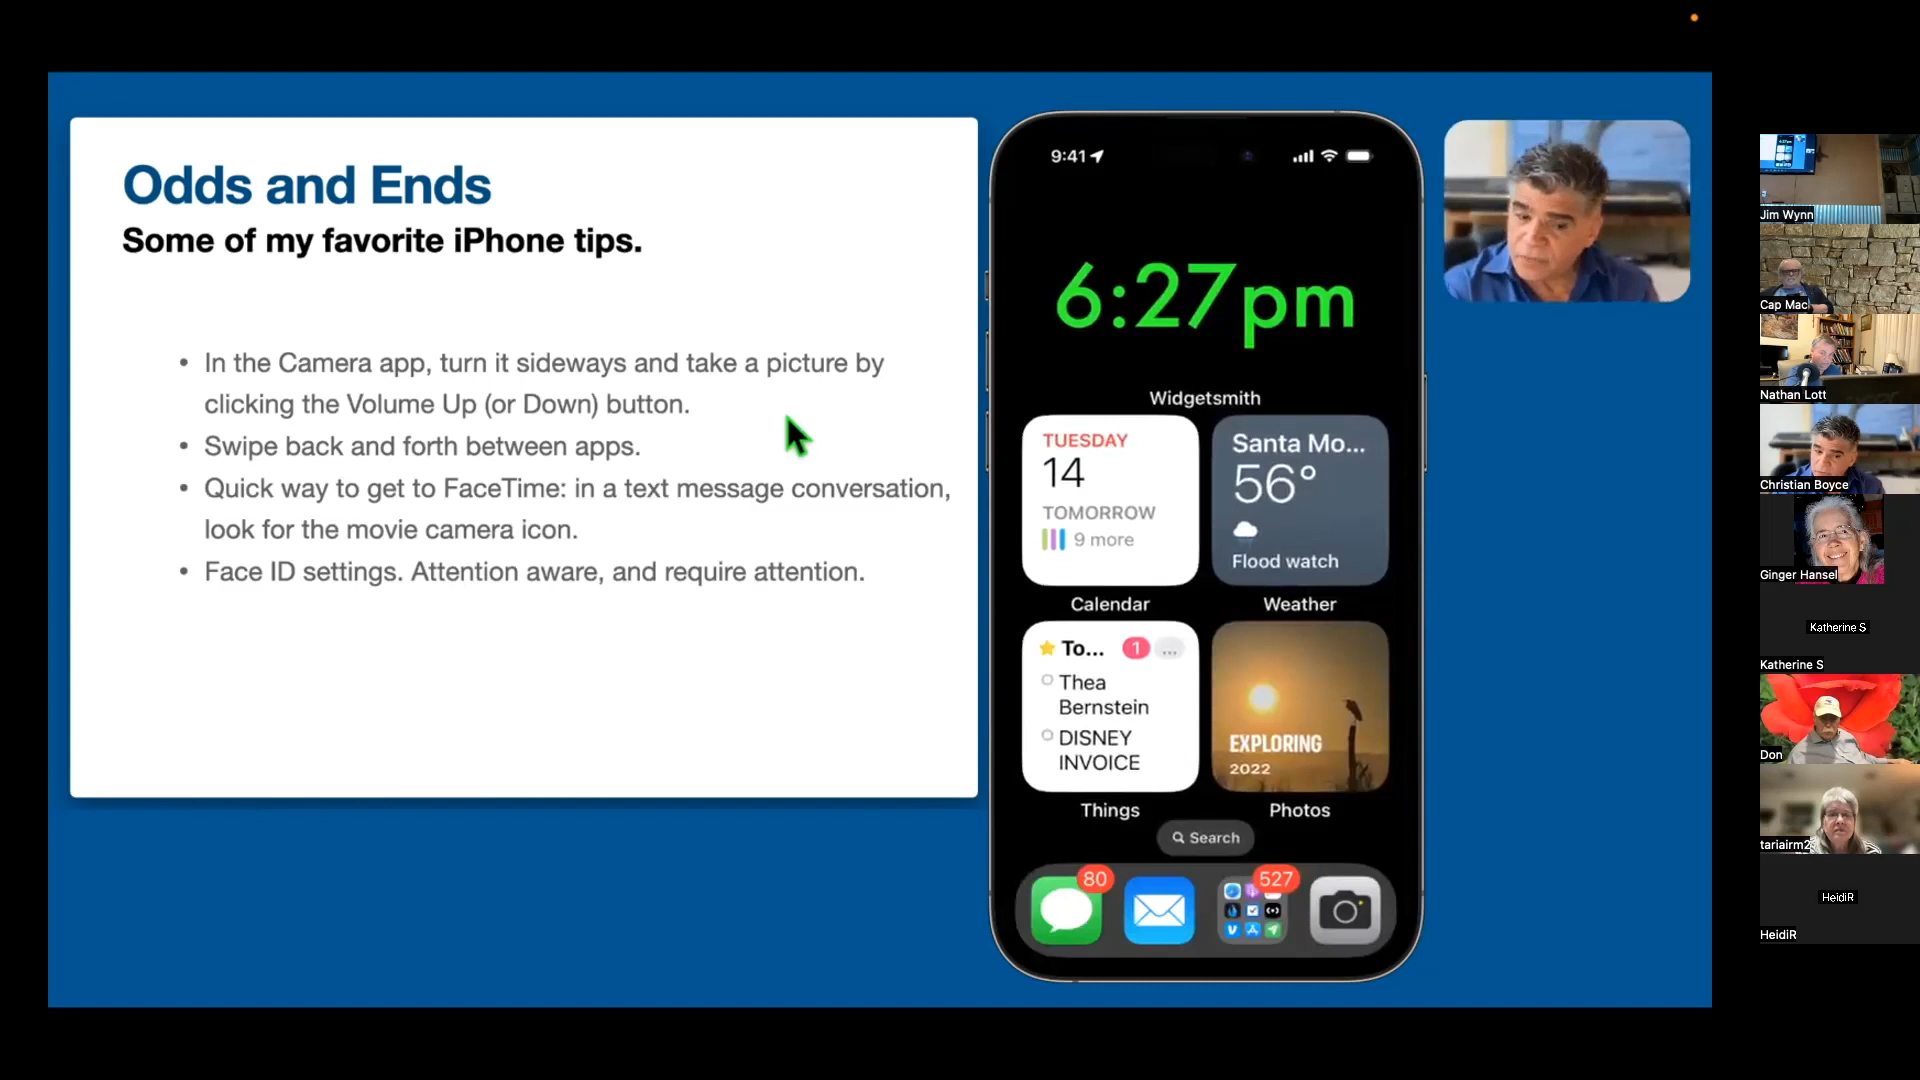 Odds and Ends
Some of my favorite iPhone tips.
• In the Camera app, turn it sideways and take a picture by
clicking the Volume Up (or Down) button.
• Swipe back and forth between apps.
• Quick way to get to FaceTime: in a text message conversation,
look for the movie camera icon.
• Face ID settings. Attention aware, and require attention.
9:41
6:27pm
Widgetsmith
TUESDAY
14
TOMORROW
9 more
Calendar
Santa Mo...
56°
Flood watch
Weather
To... 1 ...
Thea
Bernstein
DISNEY
INVOICE
Things
EXPLORING
2022
Photos
Search
80
527
Jim Wynn
Cap Mac
Nathan Lott
Christian Boyce
Ginger Hansel
Katherine S
Katherine S
Don
tariairm2
HeidiR
HeidiR